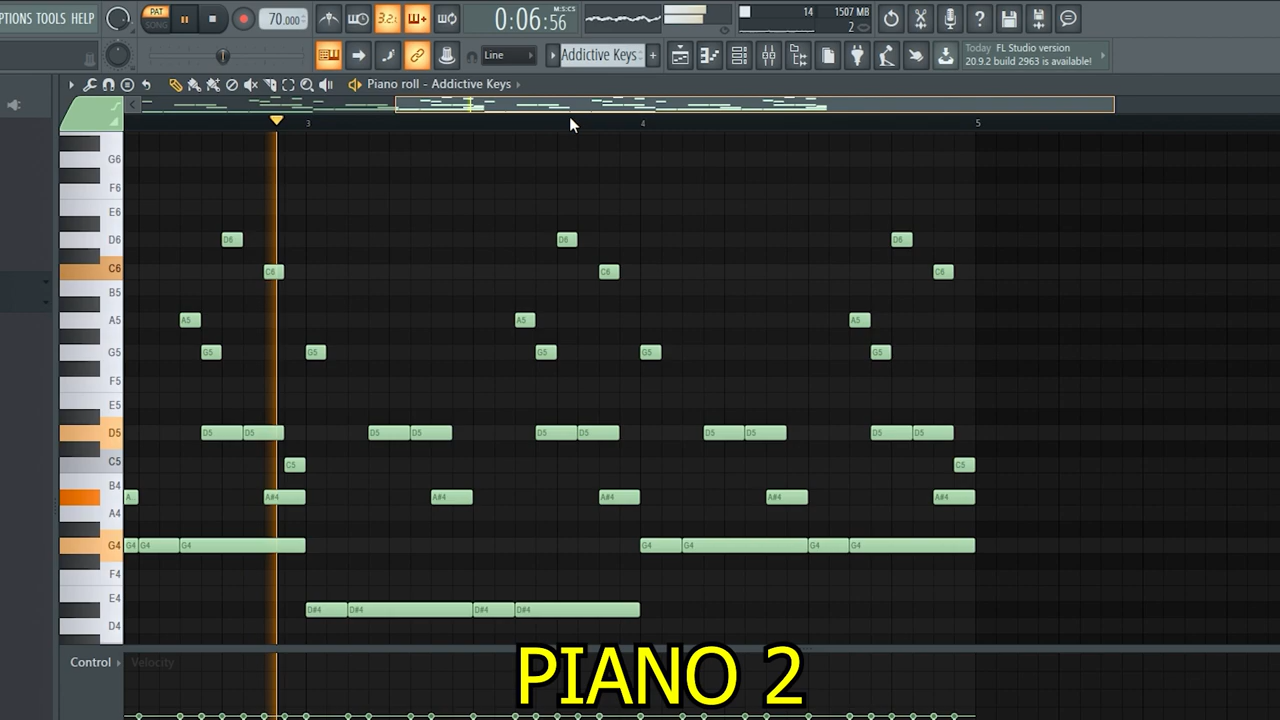 OPTIONS TOOLS HELP
PAT
SONG
70.000
3.2:
0:06:56
M:S:CS
14
1507 MB
2
Line
Addictive Keys
Today FL Studio version
20.9.2 build 2963 is available!
Piano roll - Addictive Keys
3 4 5
G6
F6
E6
D6 D6 D6 D6
C6 C6 C6 C6
B5
A5 A5 A5 A5
G5 G5 G5 G5 G5 G5
F5
E5
D5 D5 D5 D5 D5 D5 D5 D5 D5 D5 D5
C5 C5 C5
B4
A A#4 A#4 A#4 A#4 A#4
A4
G4 G4 G4 G4 G4 G4 G4 G4
F4
E4
D#4 D#4 D#4 D#4
D4
Control
Velocity
PIANO 2